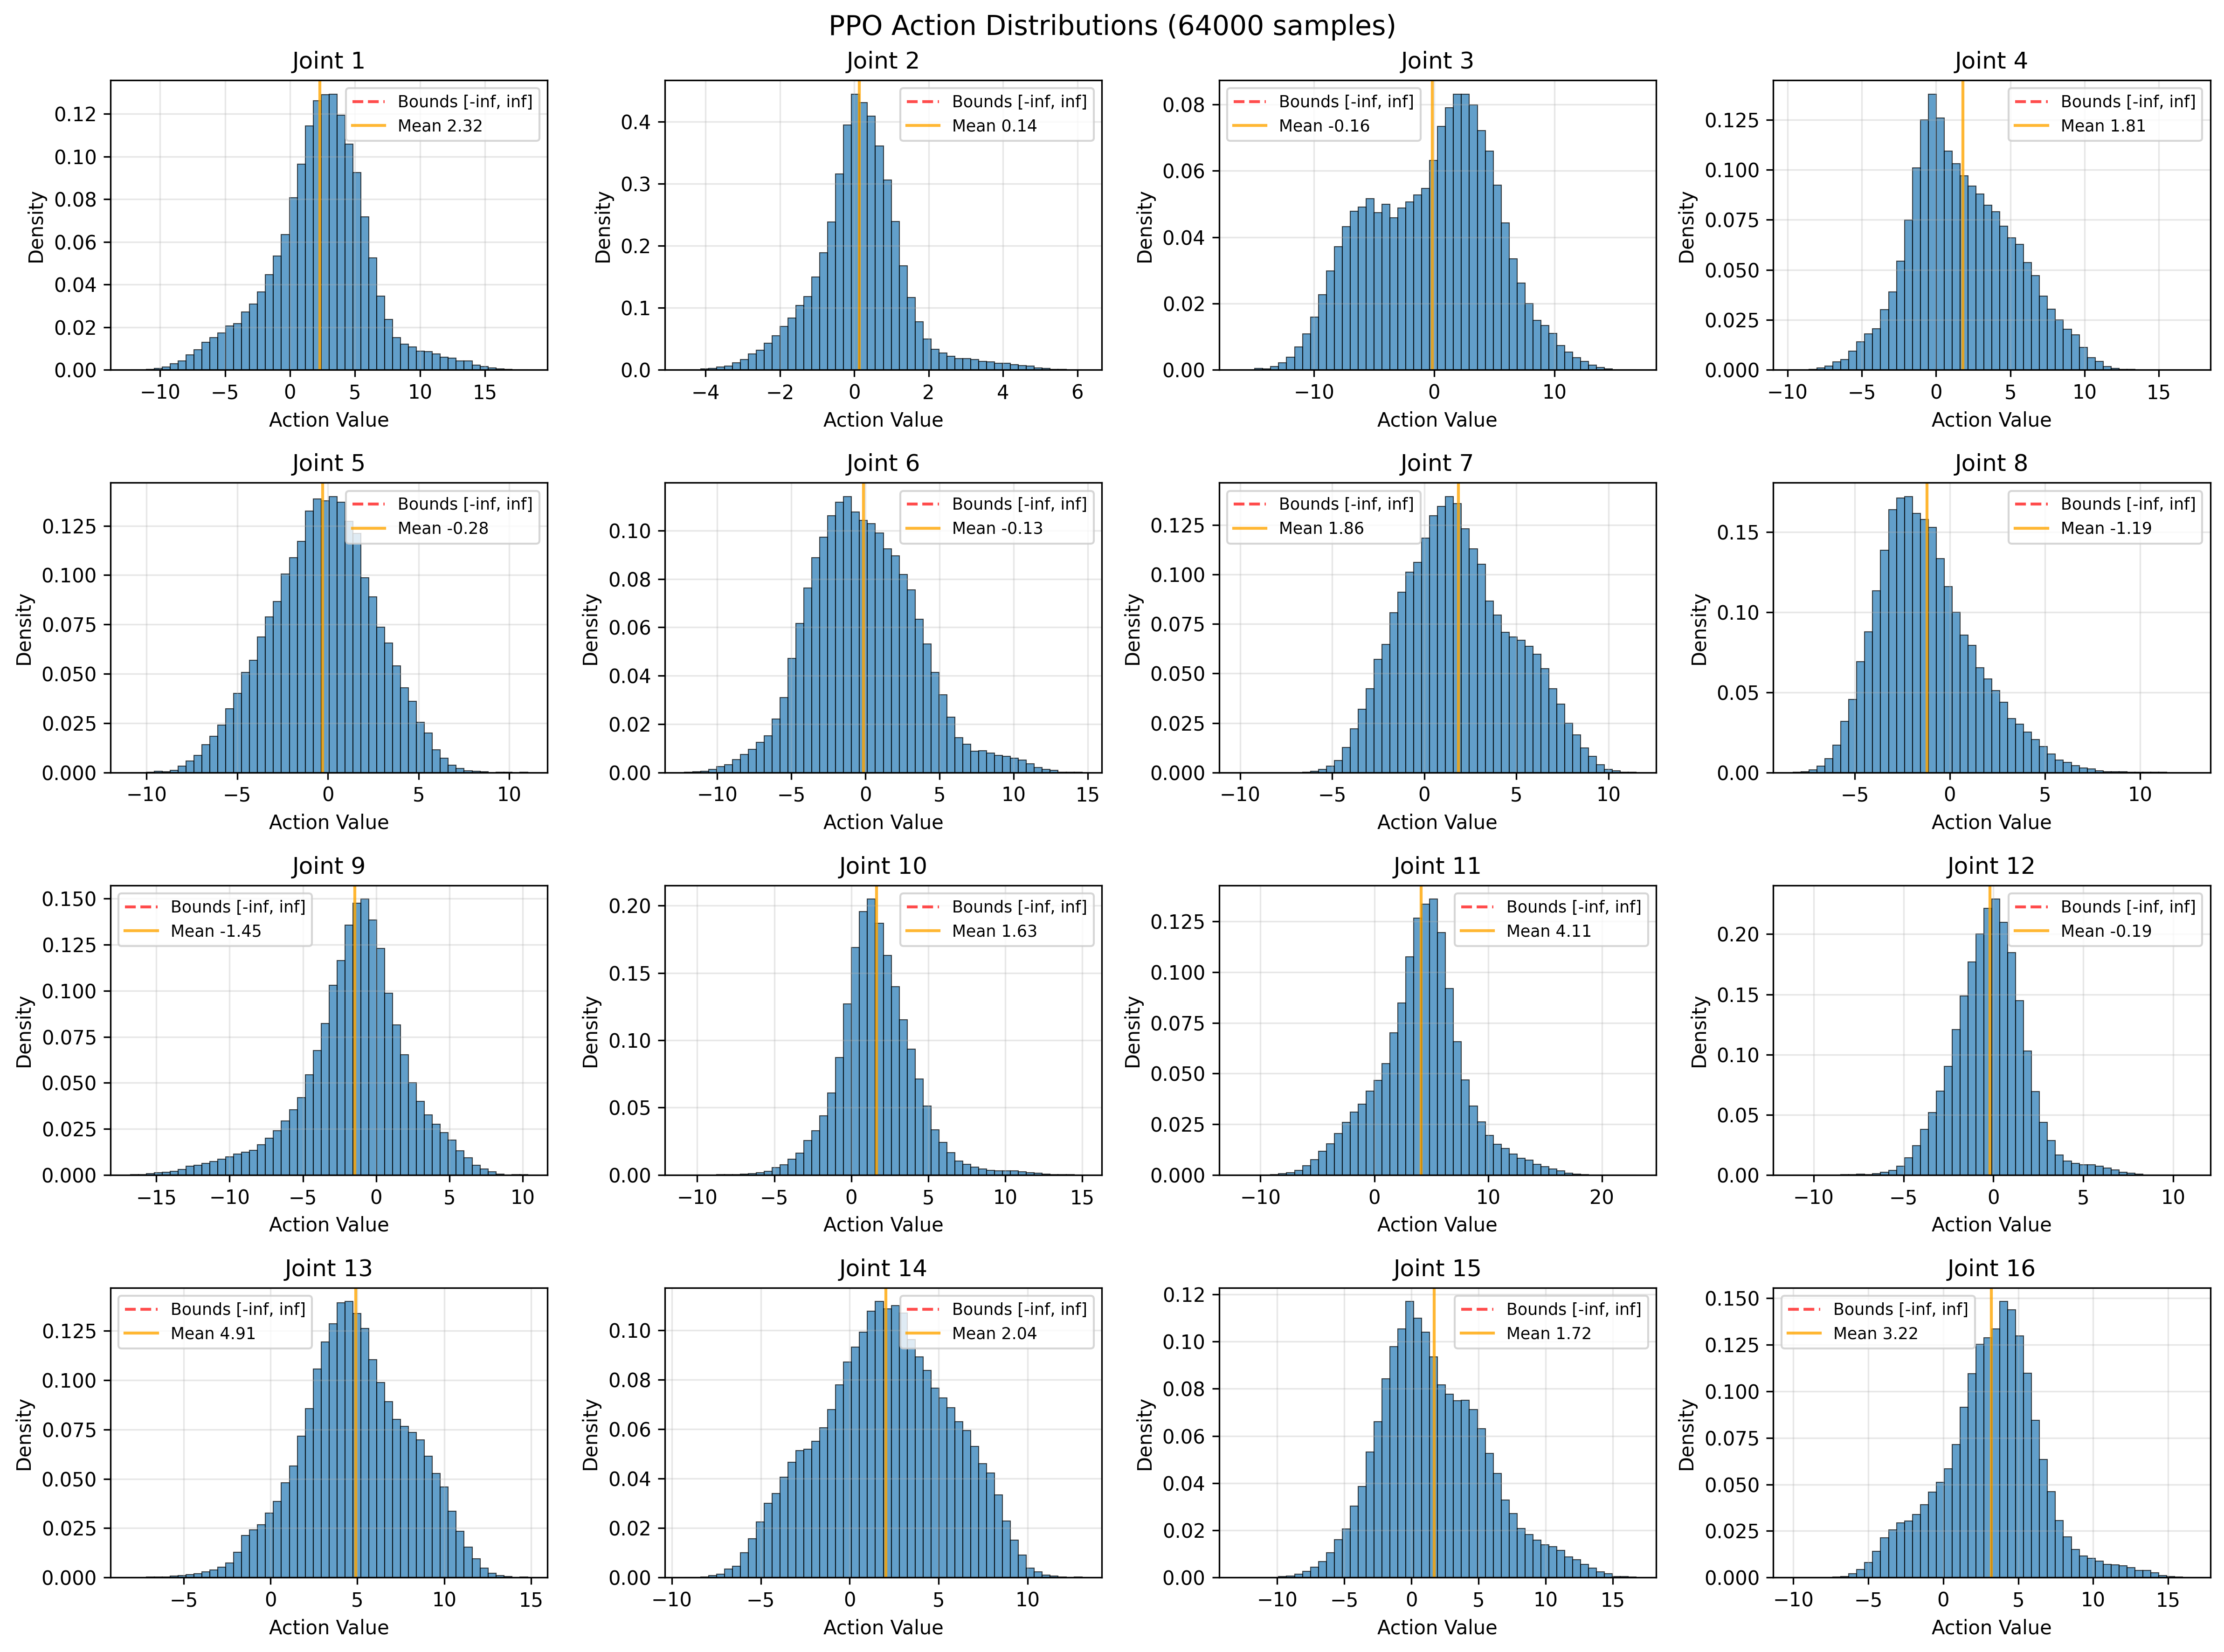 PPO Action Distributions (64000 samples)
Joint 1
Bounds [-inf, inf]
Mean 2.32
Density
0.00
0.02
0.04
0.06
0.08
0.10
0.12
−10
−5
0
5
10
15
Action Value
Joint 2
Bounds [-inf, inf]
Mean 0.14
Density
0.0
0.1
0.2
0.3
0.4
−4
−2
0
2
4
6
Action Value
Joint 3
Bounds [-inf, inf]
Mean -0.16
Density
0.00
0.02
0.04
0.06
0.08
−10
0
10
Action Value
Joint 4
Bounds [-inf, inf]
Mean 1.81
Density
0.000
0.025
0.050
0.075
0.100
0.125
−10
−5
0
5
10
15
Action Value
Joint 5
Bounds [-inf, inf]
Mean -0.28
Density
0.000
0.025
0.050
0.075
0.100
0.125
−10
−5
0
5
10
Action Value
Joint 6
Bounds [-inf, inf]
Mean -0.13
Density
0.00
0.02
0.04
0.06
0.08
0.10
−10
−5
0
5
10
15
Action Value
Joint 7
Bounds [-inf, inf]
Mean 1.86
Density
0.000
0.025
0.050
0.075
0.100
0.125
−10
−5
0
5
10
Action Value
Joint 8
Bounds [-inf, inf]
Mean -1.19
Density
0.00
0.05
0.10
0.15
−5
0
5
10
Action Value
Joint 9
Bounds [-inf, inf]
Mean -1.45
Density
0.000
0.025
0.050
0.075
0.100
0.125
0.150
−15
−10
−5
0
5
10
Action Value
Joint 10
Bounds [-inf, inf]
Mean 1.63
Density
0.00
0.05
0.10
0.15
0.20
−10
−5
0
5
10
15
Action Value
Joint 11
Bounds [-inf, inf]
Mean 4.11
Density
0.000
0.025
0.050
0.075
0.100
0.125
−10
0
10
20
Action Value
Joint 12
Bounds [-inf, inf]
Mean -0.19
Density
0.00
0.05
0.10
0.15
0.20
−10
−5
0
5
10
Action Value
Joint 13
Bounds [-inf, inf]
Mean 4.91
Density
0.000
0.025
0.050
0.075
0.100
0.125
−5
0
5
10
15
Action Value
Joint 14
Bounds [-inf, inf]
Mean 2.04
Density
0.00
0.02
0.04
0.06
0.08
0.10
−10
−5
0
5
10
Action Value
Joint 15
Bounds [-inf, inf]
Mean 1.72
Density
0.00
0.02
0.04
0.06
0.08
0.10
0.12
−10
−5
0
5
10
15
Action Value
Joint 16
Bounds [-inf, inf]
Mean 3.22
Density
0.000
0.025
0.050
0.075
0.100
0.125
0.150
−10
−5
0
5
10
15
Action Value